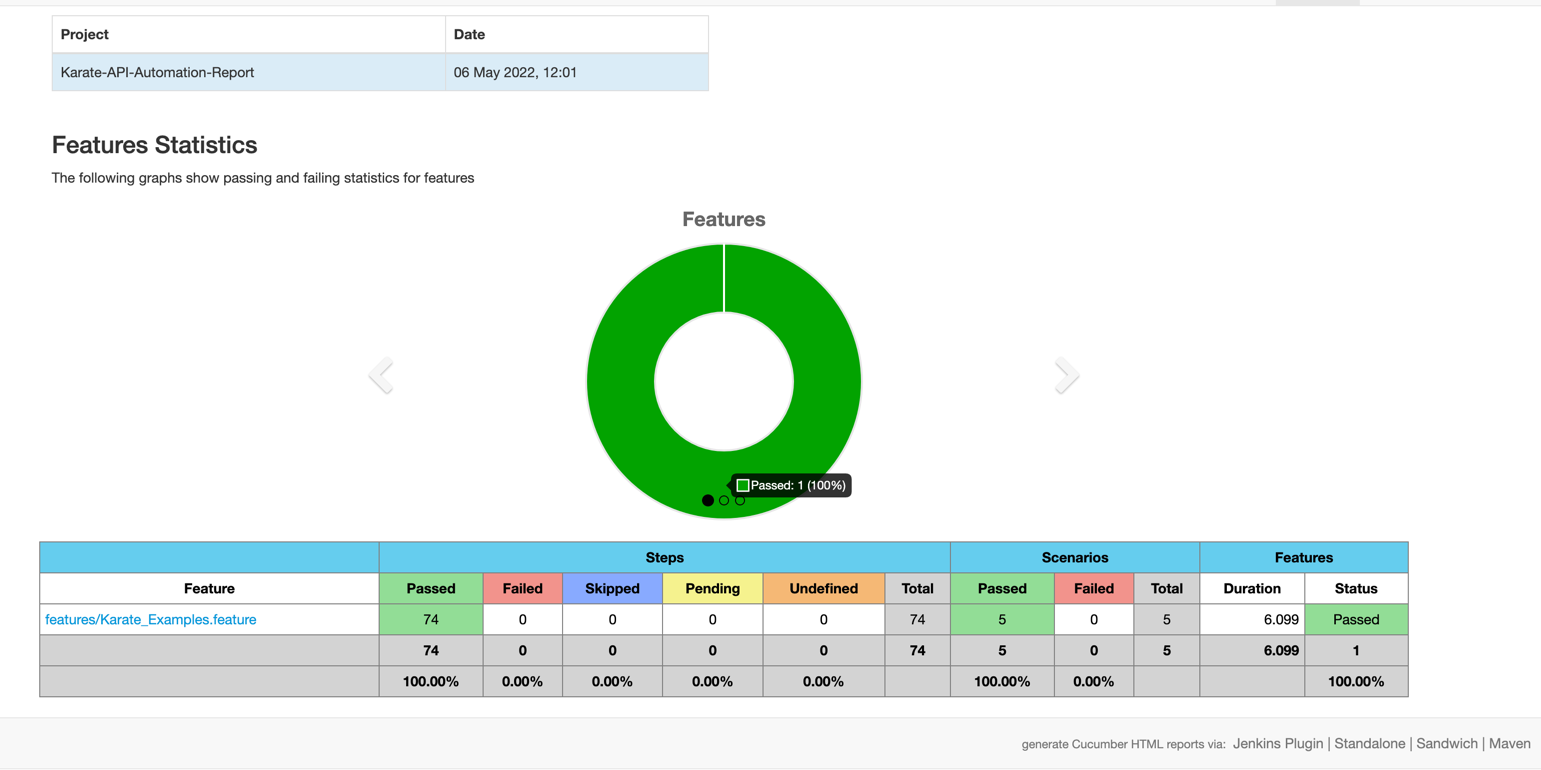 Project Date
Karate-API-Automation-Report 06 May 2022, 12:01
Features Statistics
The following graphs show passing and failing statistics for features
Features
Passed: 1 (100%)
Steps Scenarios Features
Feature Passed Failed Skipped Pending Undefined Total Passed Failed Total Duration Status
features/Karate_Examples.feature 74 0 0 0 0 74 5 0 5 6.099 Passed
74 0 0 0 0 74 5 0 5 6.099 1
100.00% 0.00% 0.00% 0.00% 0.00% 100.00% 0.00% 100.00%
generate Cucumber HTML reports via: Jenkins Plugin | Standalone | Sandwich | Maven